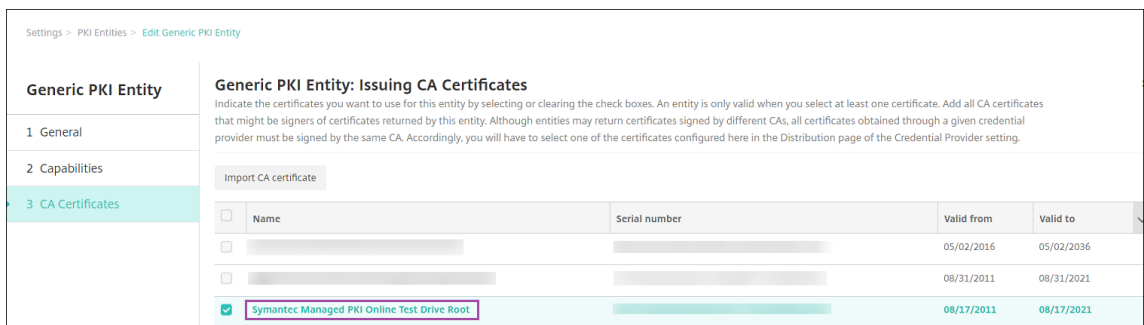 Settings > PKI Entities > Edit Generic PKI Entity
Generic PKI Entity
1 General
2 Capabilities
3 CA Certificates
Generic PKI Entity: Issuing CA Certificates
Indicate the certificates you want to use for this entity by selecting or clearing the check boxes. An entity is only valid when you select at least one certificate. Add all CA certificates
that might be signers of certificates returned by this entity. Although entities may return certificates signed by different CAs, all certificates obtained through a given credential
provider must be signed by the same CA. Accordingly, you will have to select one of the certificates configured here in the Distribution page of the Credential Provider setting.
Import CA certificate
Name Serial number Valid from Valid to
05/02/2016 05/02/2036
08/31/2011 08/31/2021
Symantec Managed PKI Online Test Drive Root 08/17/2011 08/17/2021